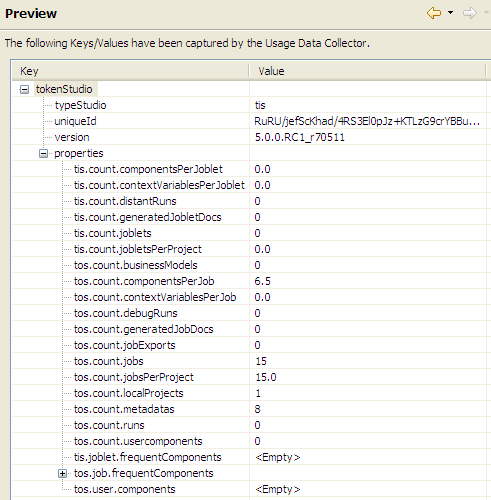 Preview
The following Keys/Values have been captured by the Usage Data Collector.
Key Value
tokenStudio
typeStudio tis
uniqueId RuRU/jefScKhad/4RS3El0pJz+KTLzG9crYBBu...
version 5.0.0.RC1_r70511
properties
tis.count.componentsPerJoblet 0.0
tis.count.contextVariablesPerJoblet 0.0
tis.count.distantRuns 0
tis.count.generatedJobletDocs 0
tis.count.joblets 0
tis.count.jobletsPerProject 0.0
tos.count.businessModels 0
tos.count.componentsPerJob 6.5
tos.count.contextVariablesPerJob 0.0
tos.count.debugRuns 0
tos.count.generatedJobDocs 0
tos.count.jobExports 0
tos.count.jobs 15
tos.count.jobsPerProject 15.0
tos.count.localProjects 1
tos.count.metadatas 8
tos.count.runs 0
tos.count.usercomponents 0
tis.joblet.frequentComponents <Empty>
tos.job.frequentComponents
tos.user.components <Empty>